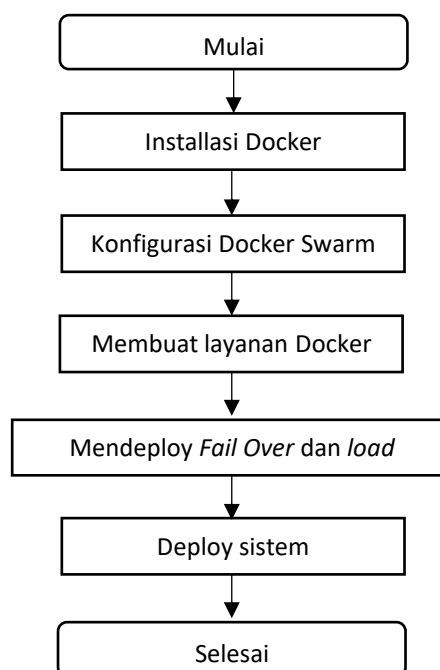 Mulai
Installasi Docker
Konfigurasi Docker Swarm
Membuat layanan Docker
Mendeploy Fail Over dan load
Deploy sistem
Selesai